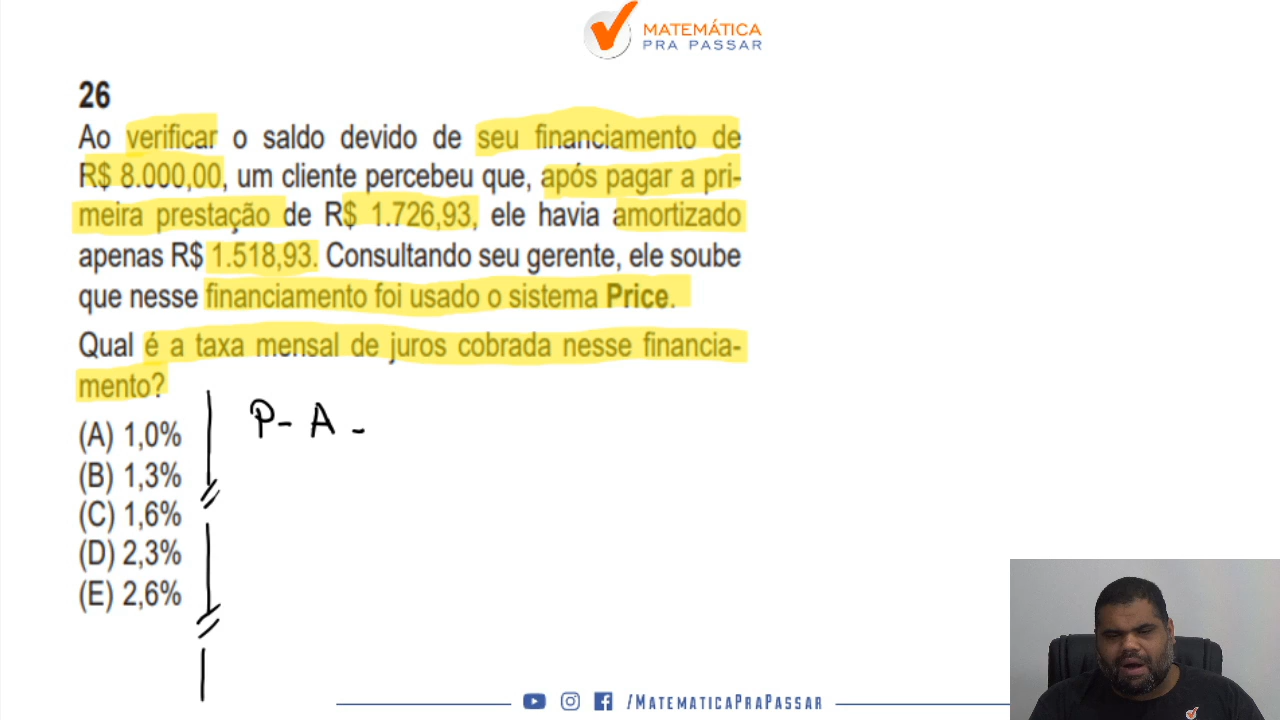 MATEMÁTICA
PRA PASSAR
26
Ao verificar o saldo devido de seu financiamento de
R$ 8.000,00, um cliente percebeu que, após pagar a pri-
meira prestação de R$ 1.726,93, ele havia amortizado
apenas R$ 1.518,93. Consultando seu gerente, ele soube
que nesse financiamento foi usado o sistema Price.
Qual é a taxa mensal de juros cobrada nesse financia-
mento?
P- A -
(A) 1,0%
(B) 1,3%
(C) 1,6%
(D) 2,3%
(E) 2,6%
/MATEMATICAPRAPASSAR